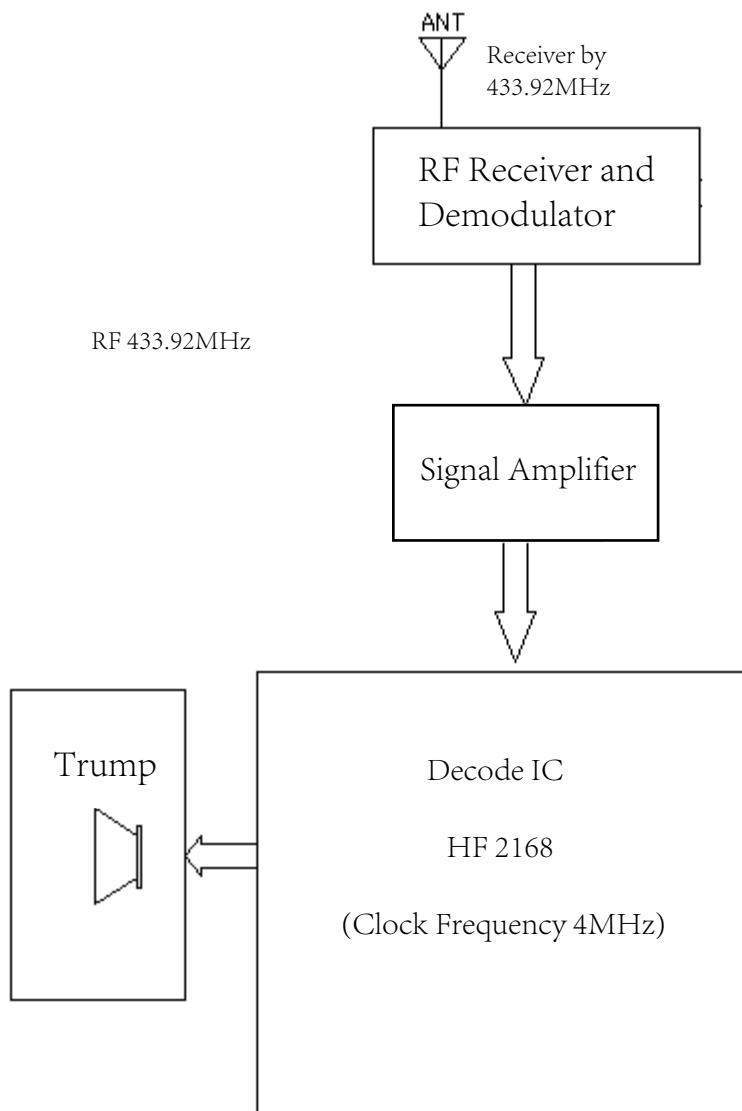 ANT
Receiver by
433.92MHz
RF Receiver and
Demodulator
RF 433.92MHz
Signal Amplifier
Trump
Decode IC
HF 2168
(Clock Frequency 4MHz)